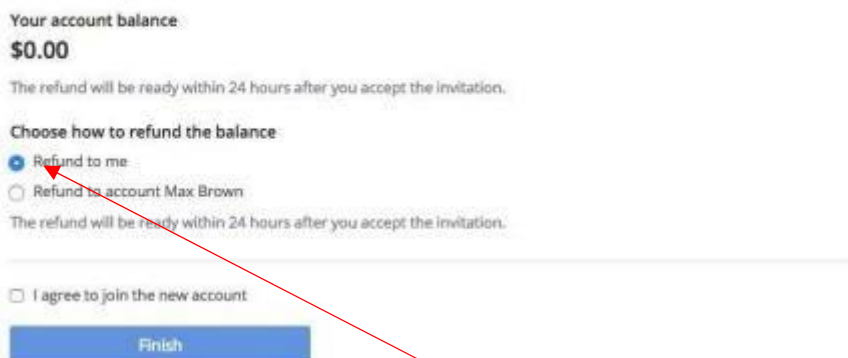 Your account balance
$0.00
The refund will be ready within 24 hours after you accept the invitation.
Choose how to refund the balance
Refund to me
Refund to account Max Brown
The refund will be ready within 24 hours after you accept the invitation.
I agree to join the new account
Finish